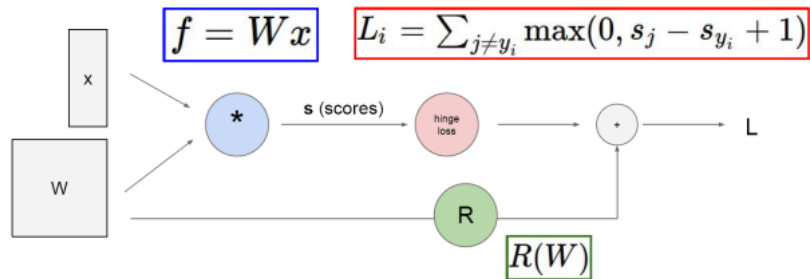 f = Wx
L_i = ∑_{j≠y_i} max(0, s_j − s_{y_i} + 1)
x
*
s (scores)
hinge
loss
+
L
W
R
R(W)